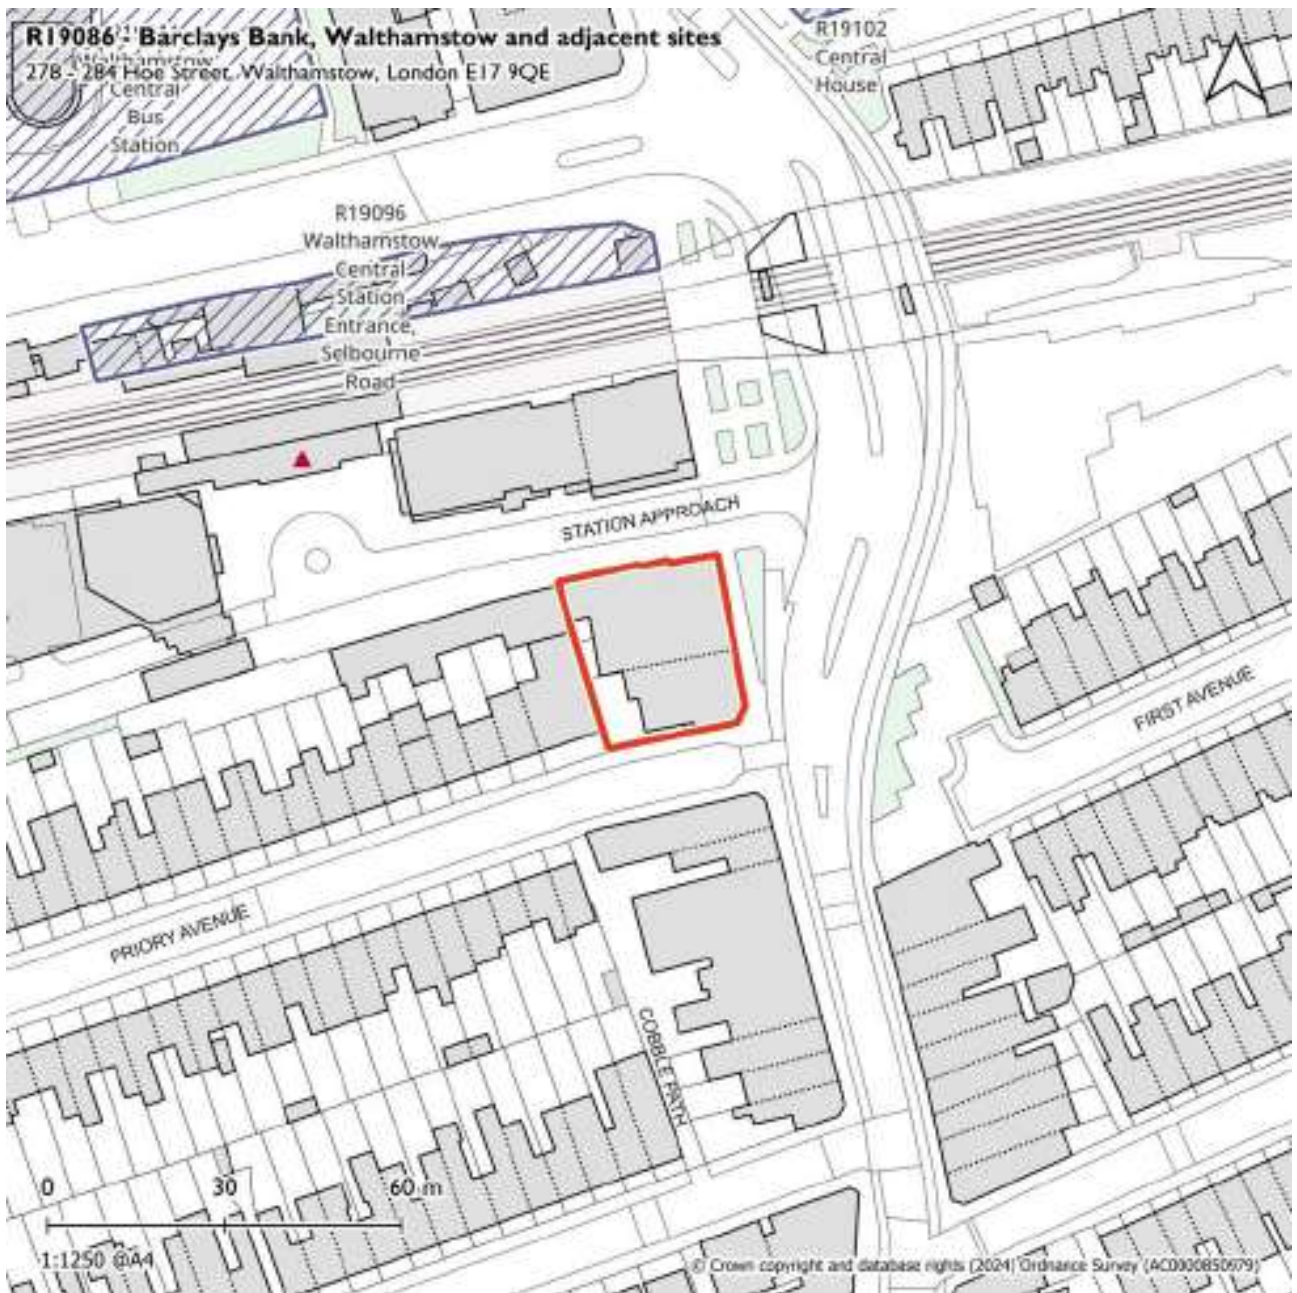 R19086 - Barclays Bank, Walthamstow and adjacent sites
278 - 284 Hoe Street, Walthamstow, London E17 9QE
Walthamstow
Central
Bus
Station
R19102
Central
House
R19096
Walthamstow
Central
Station
Entrance,
Selbourne
Road
STATION APPROACH
FIRST AVENUE
PRIORY AVENUE
COBBLE PATH
0 30 60 m
1:1250 @A4
© Crown copyright and database rights (2024) Ordnance Survey (AC0000850979)